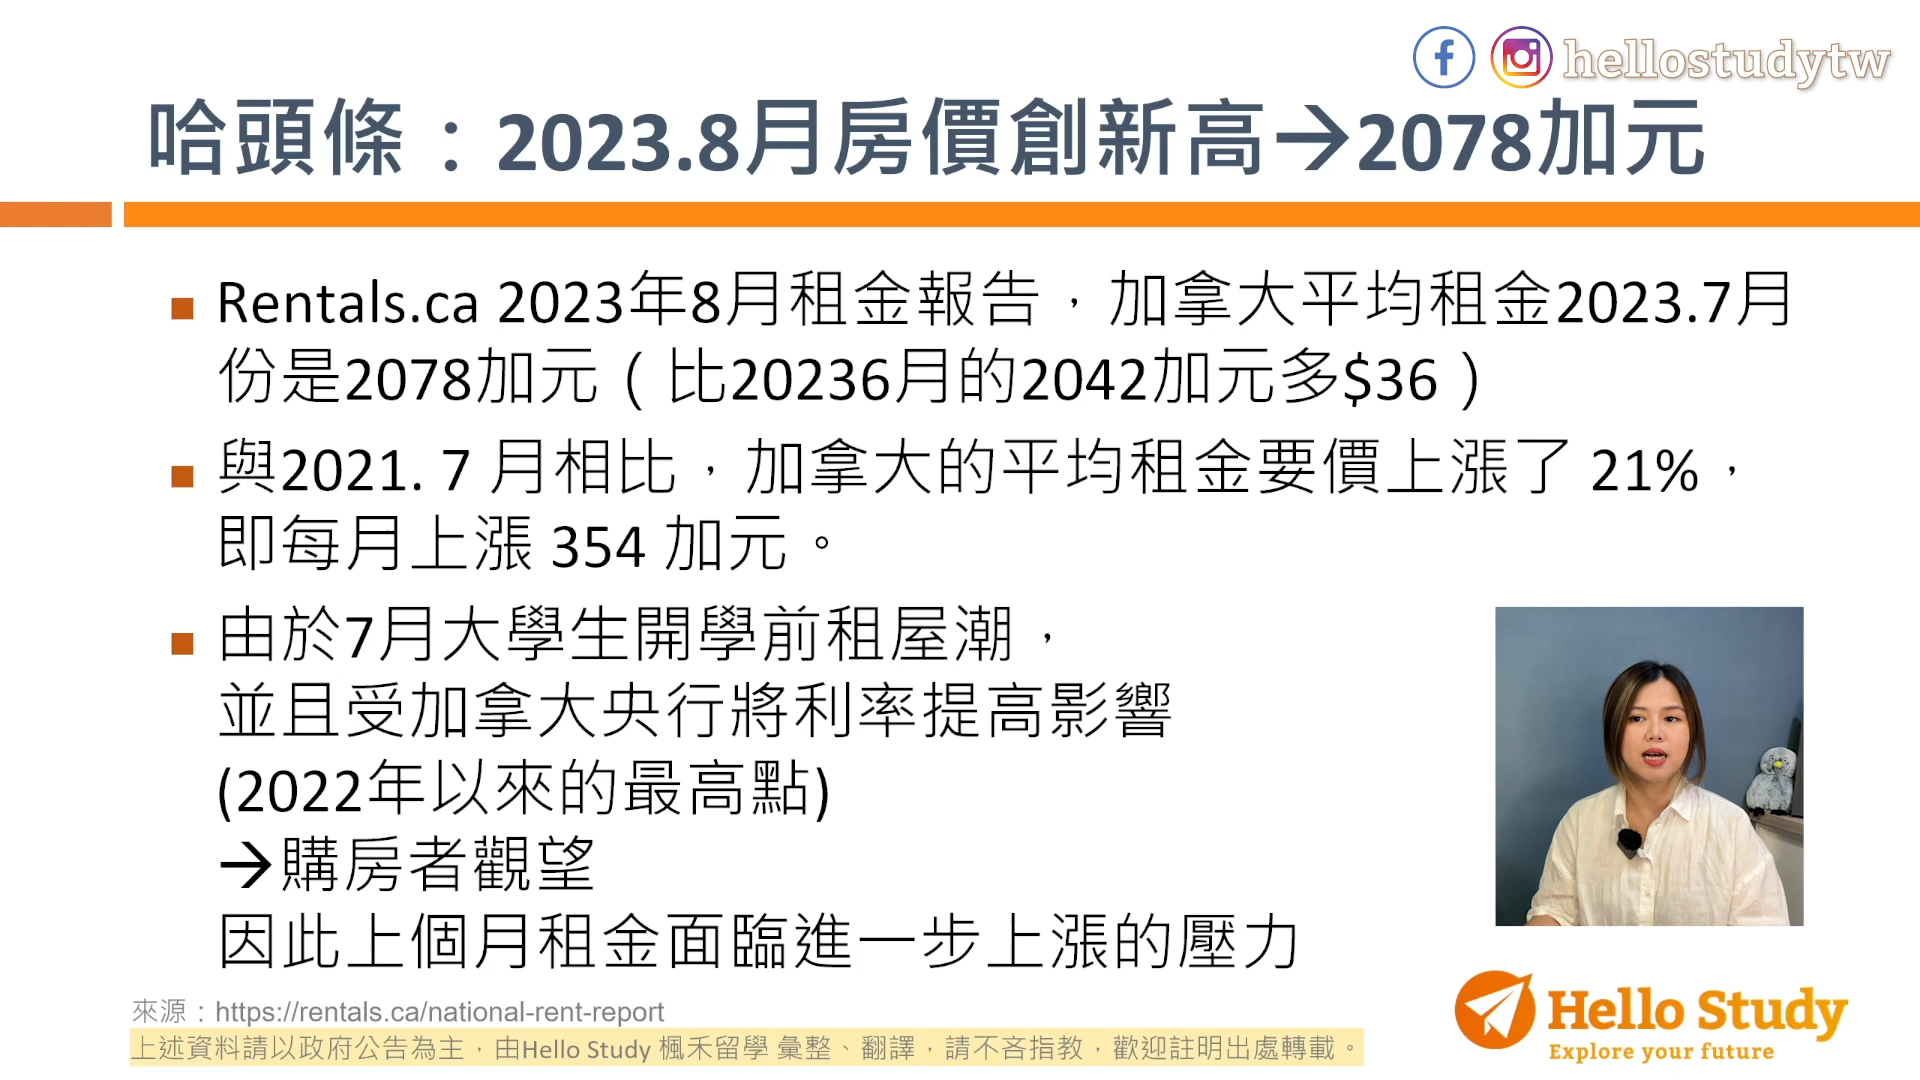 hellostudytw
哈頭條：2023.8月房價創新高→2078加元
Rentals.ca 2023年8月租金報告，加拿大平均租金2023.7月
份是2078加元（比20236月的2042加元多$36）
與2021. 7 月相比，加拿大的平均租金要價上漲了 21%，
即每月上漲 354 加元。
由於7月大學生開學前租屋潮，
並且受加拿大央行將利率提高影響
(2022年以來的最高點)
→購房者觀望
因此上個月租金面臨進一步上漲的壓力
來源：https://rentals.ca/national-rent-report
上述資料請以政府公告為主，由Hello Study 楓禾留學 彙整、翻譯，請不吝指教，歡迎註明出處轉載。
Hello Study
Explore your future